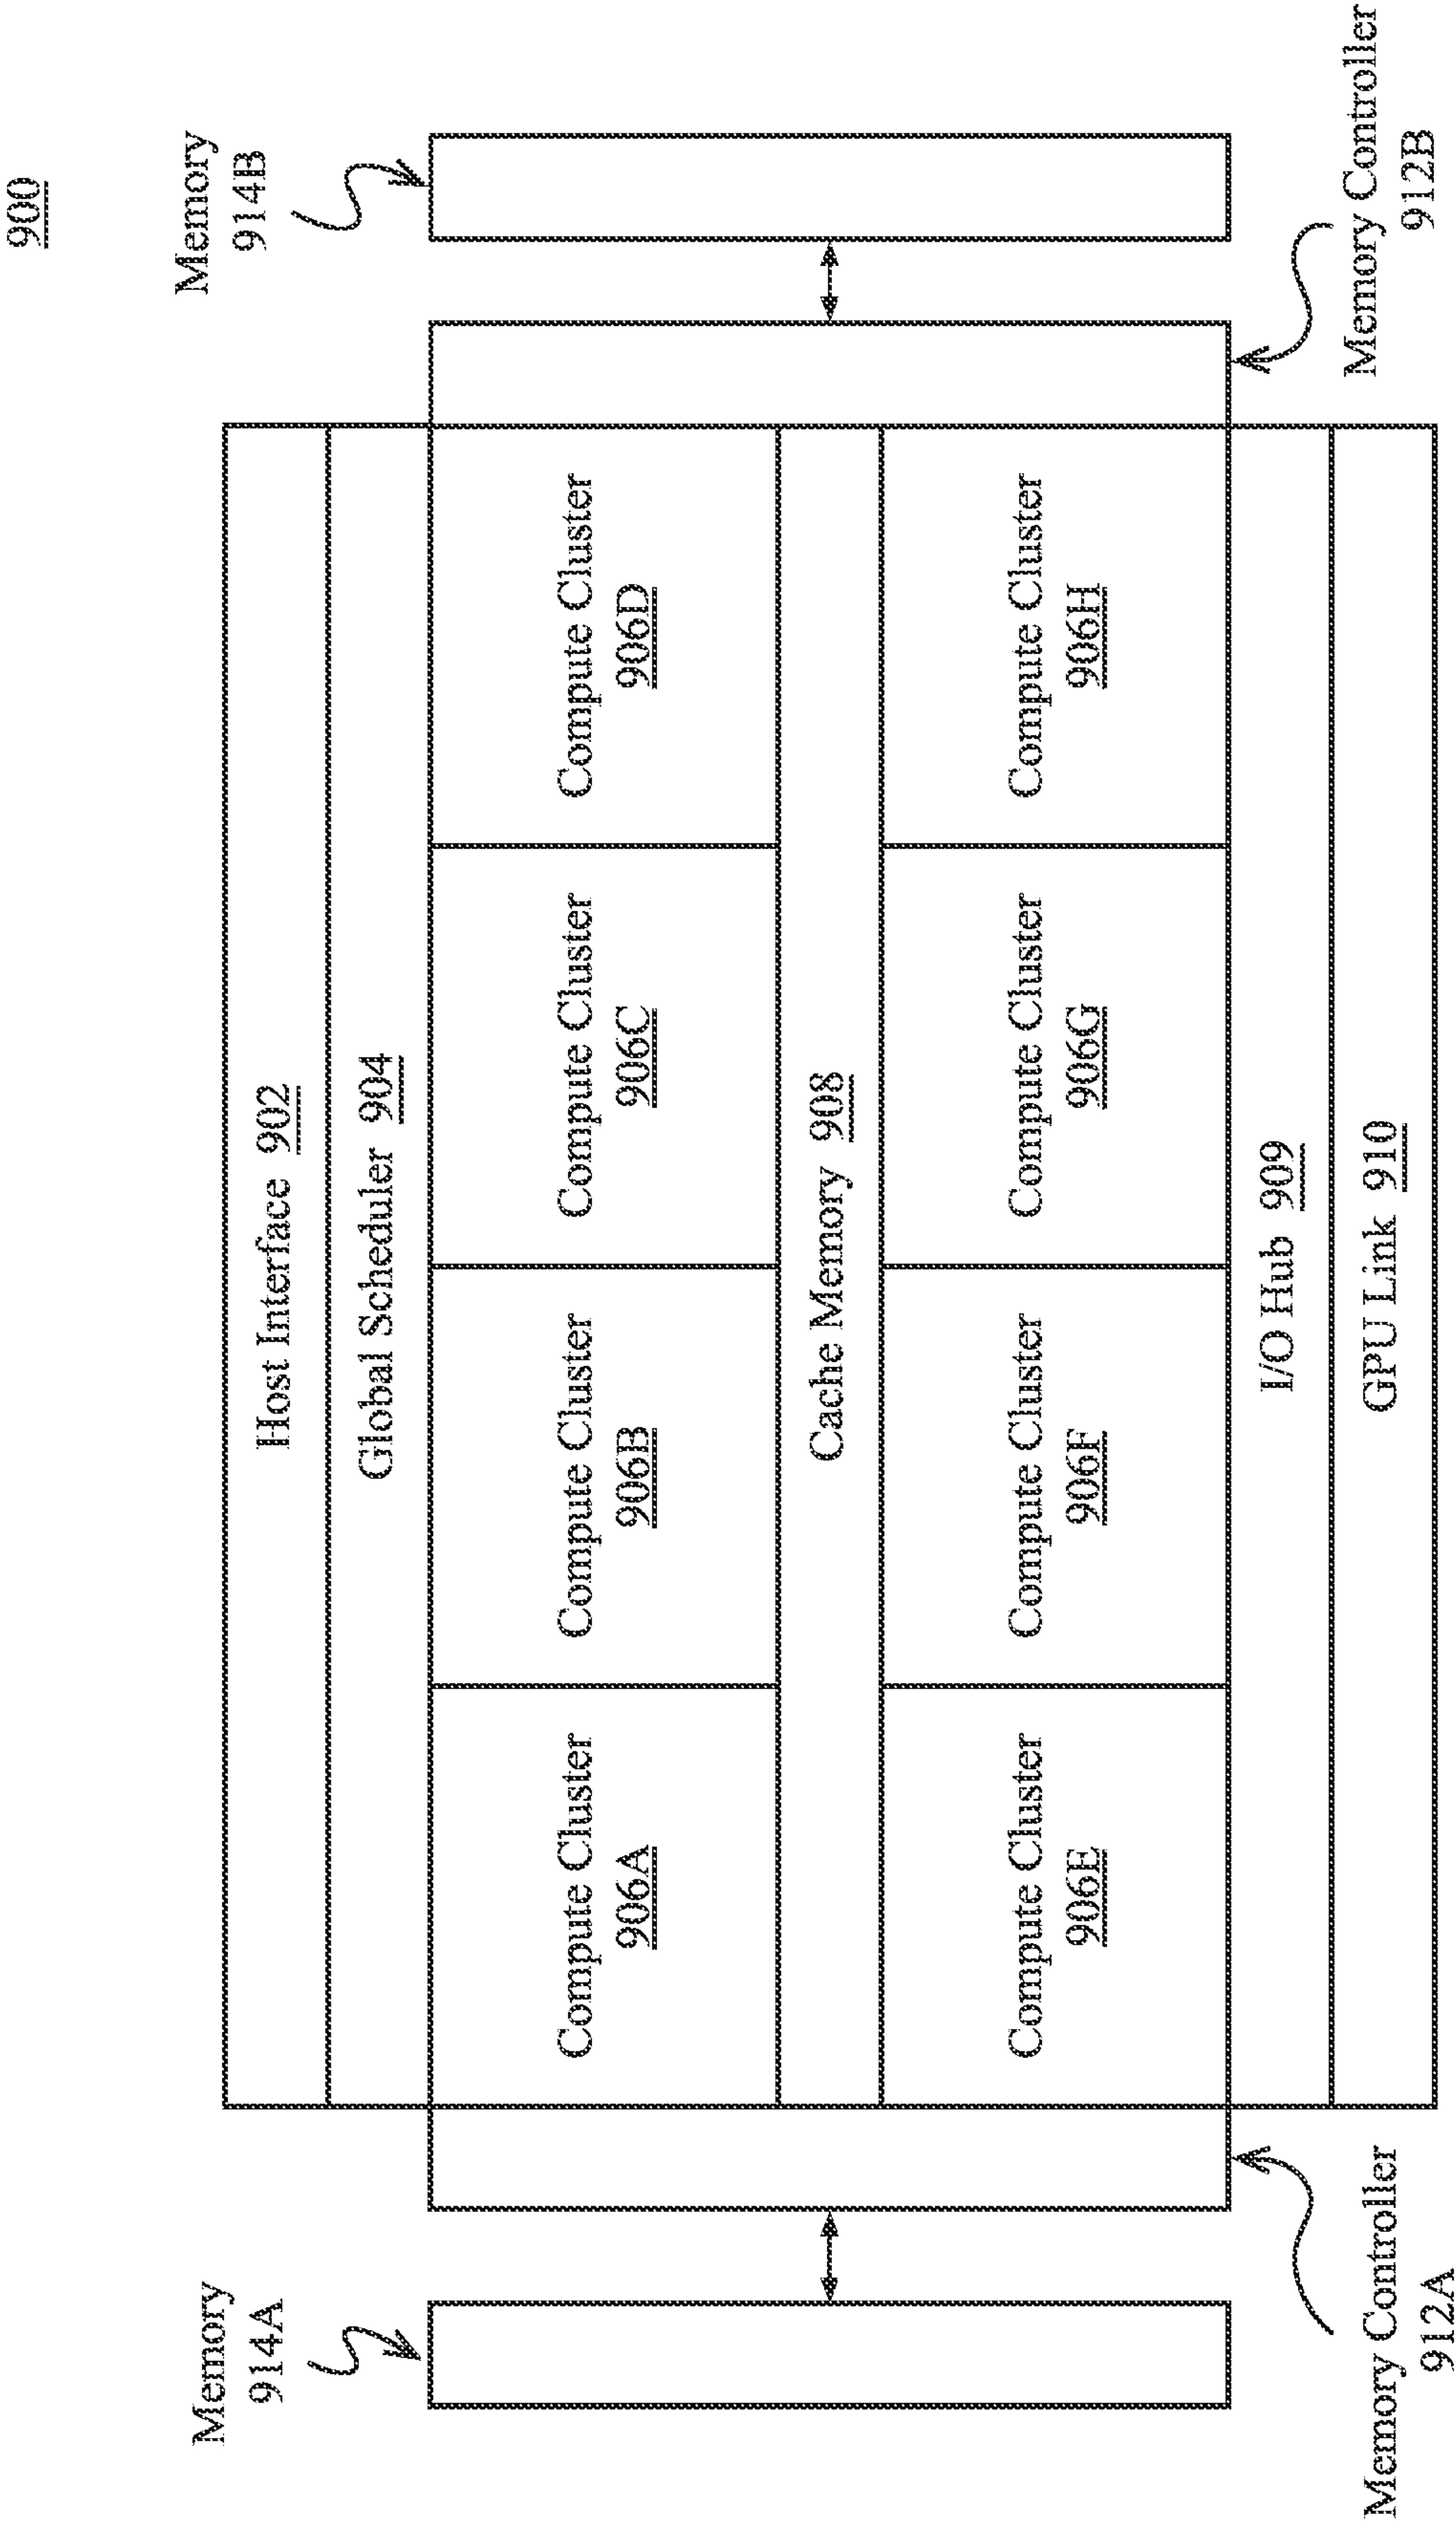 900
Memory
914A
Memory
914B
Host Interface 902
Global Scheduler 904
Compute Cluster
906A
Compute Cluster
906B
Compute Cluster
906C
Compute Cluster
906D
Cache Memory 908
Compute Cluster
906E
Compute Cluster
906F
Compute Cluster
906G
Compute Cluster
906H
I/O Hub 909
GPU Link 910
Memory Controller
912A
Memory Controller
912B